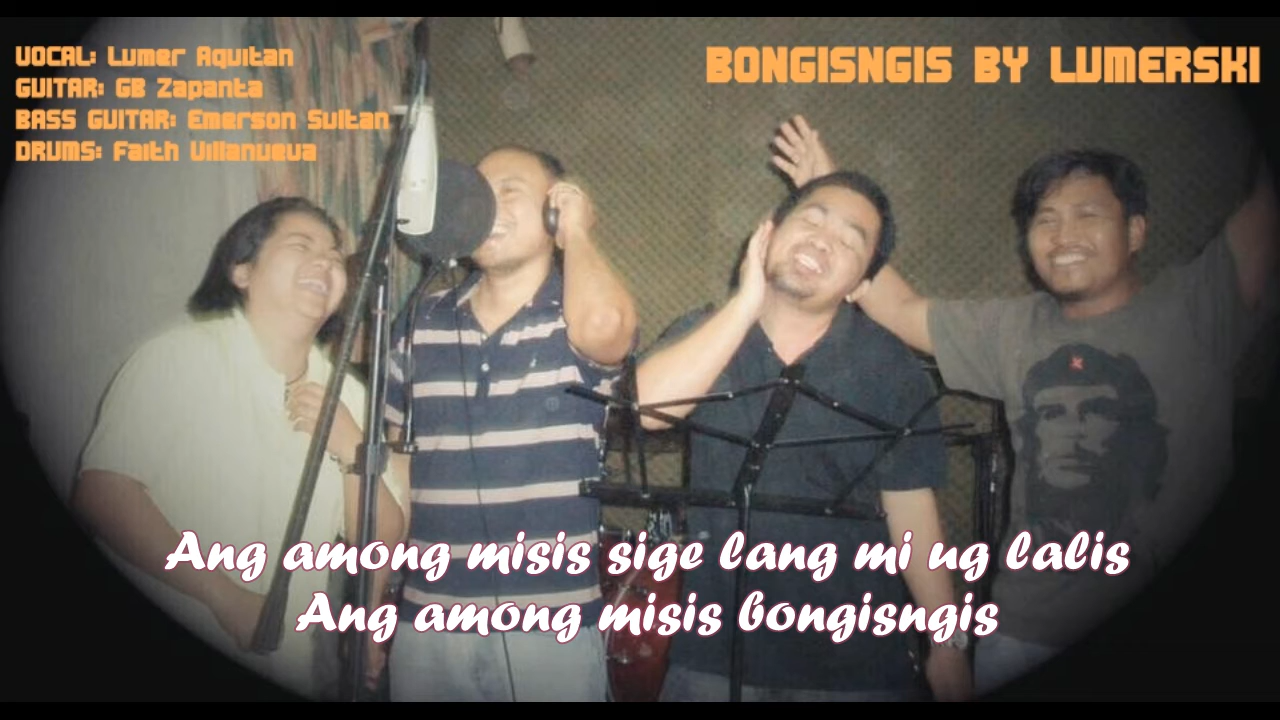 VOCAL: Lumer Aquitan
GUITAR: GB Zapanta
BASS GUITAR: Emerson Sultan
DRUMS: Faith Villanueva
BONGISNGIS BY LUMERSKI
Ang among misis sige lang mi ug lalis
Ang among misis bongisngis